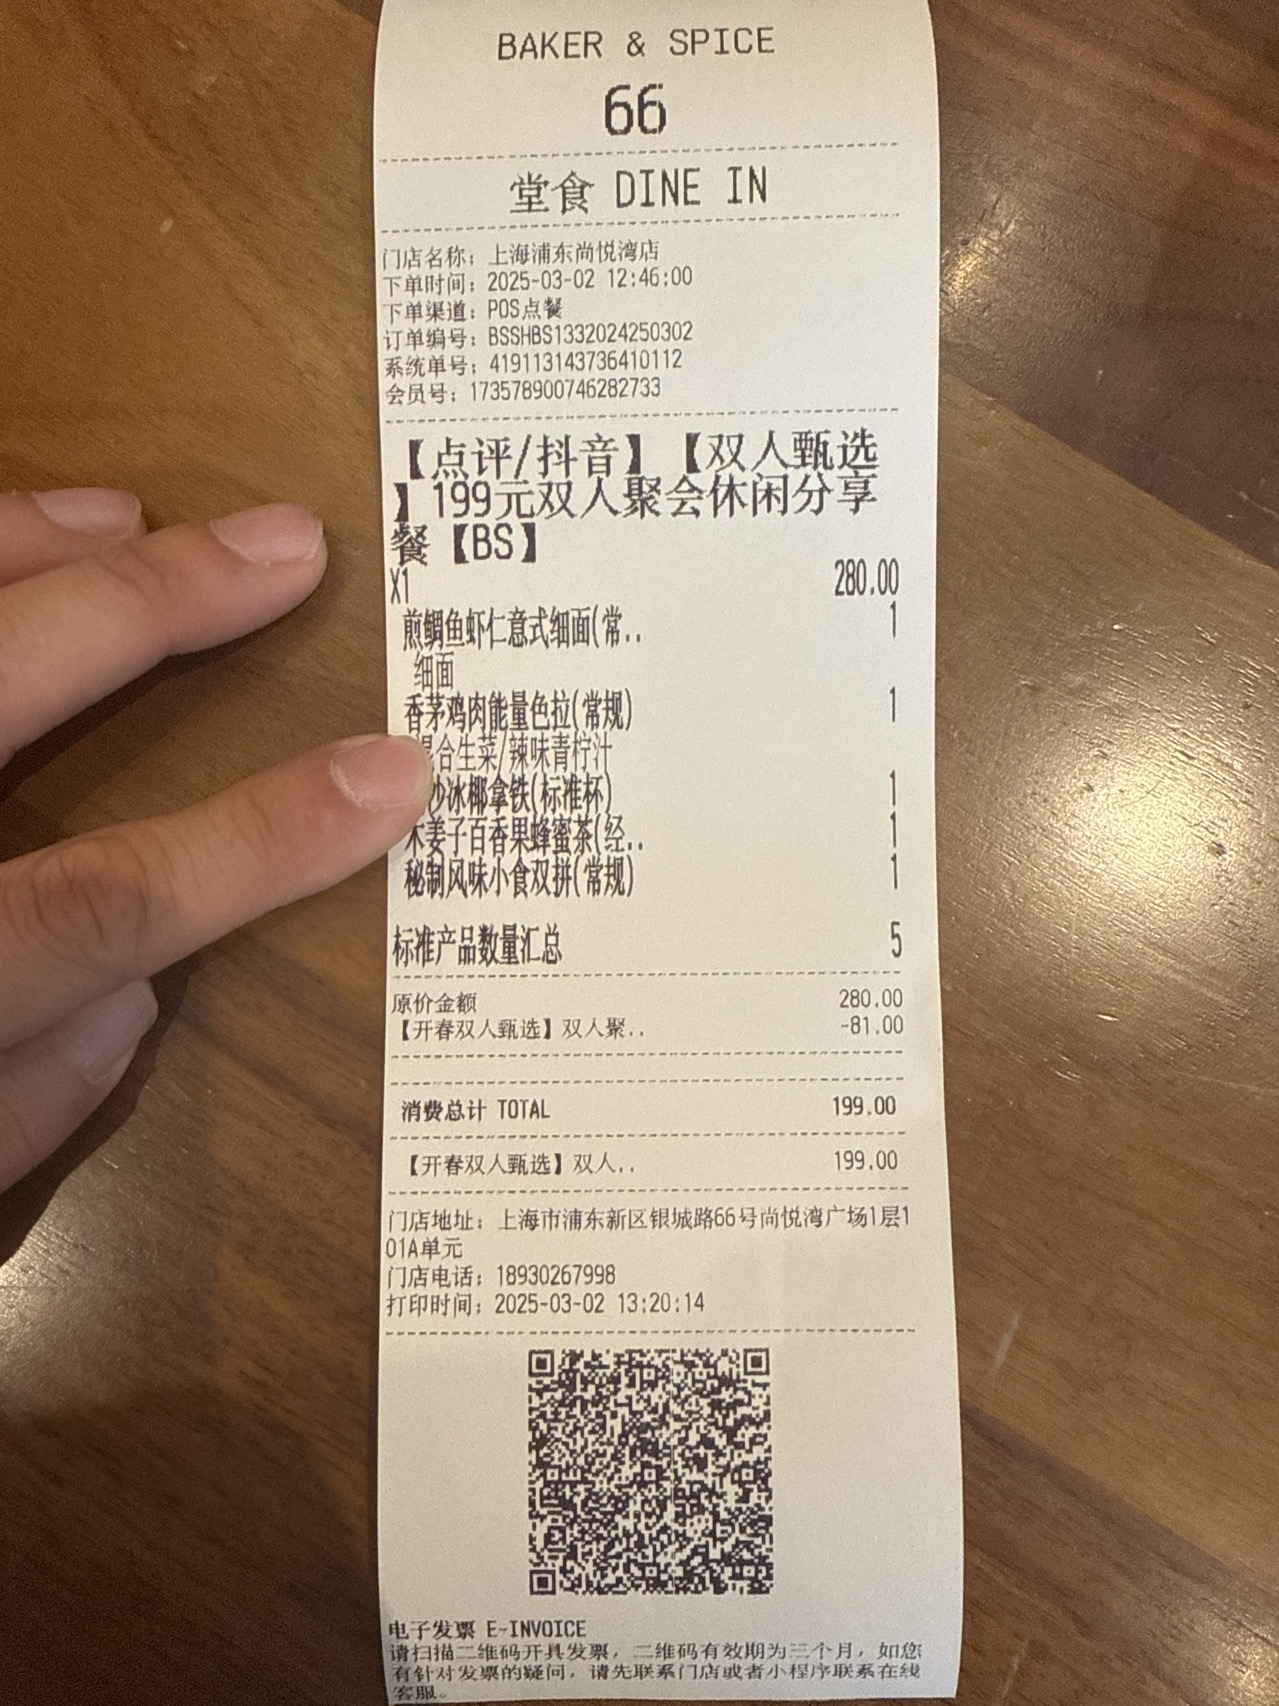 BAKER & SPICE
66
堂食 DINE IN
门店名称: 上海浦东尚悦湾店
下单时间: 2025-03-02 12:46:00
下单渠道: POS点餐
订单编号: BSSHBS1332024250302
系统单号: 419113143736410112
会员号: 1735789007462827​33
【点评/抖音】【双人甄选
】199元双人聚会休闲分享
餐【BS】
X1 280.00
煎鲷鱼虾仁意式细面(常.. 1
细面
香茅鸡肉能量色拉(常规) 1
混合生菜/辣味青柠汁
沙冰椰拿铁(标准杯) 1
木姜子百香果蜂蜜茶(经.. 1
秘制风味小食双拼(常规) 1
标准产品数量汇总 5
原价金额 280.00
【开春双人甄选】双人聚.. -81.00
消费总计 TOTAL 199.00
【开春双人甄选】双人.. 199.00
门店地址: 上海市浦东新区银城路66号尚悦湾广场1层1
01A单元
门店电话: 18930267998
打印时间: 2025-03-02 13:20:14
电子发票 E-INVOICE
请扫描二维码开具发票, 二维码有效期为三个月, 如您
有针对发票的疑问, 请先联系门店或者小程序联系在线
客服。